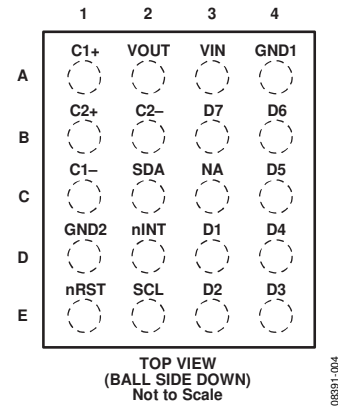 1 2 3 4
C1+ VOUT VIN GND1
A
C2+ C2– D7 D6
B
C1– SDA NA D5
C
GND2 nINT D1 D4
D
nRST SCL D2 D3
E
TOP VIEW
(BALL SIDE DOWN)
Not to Scale
08391-004